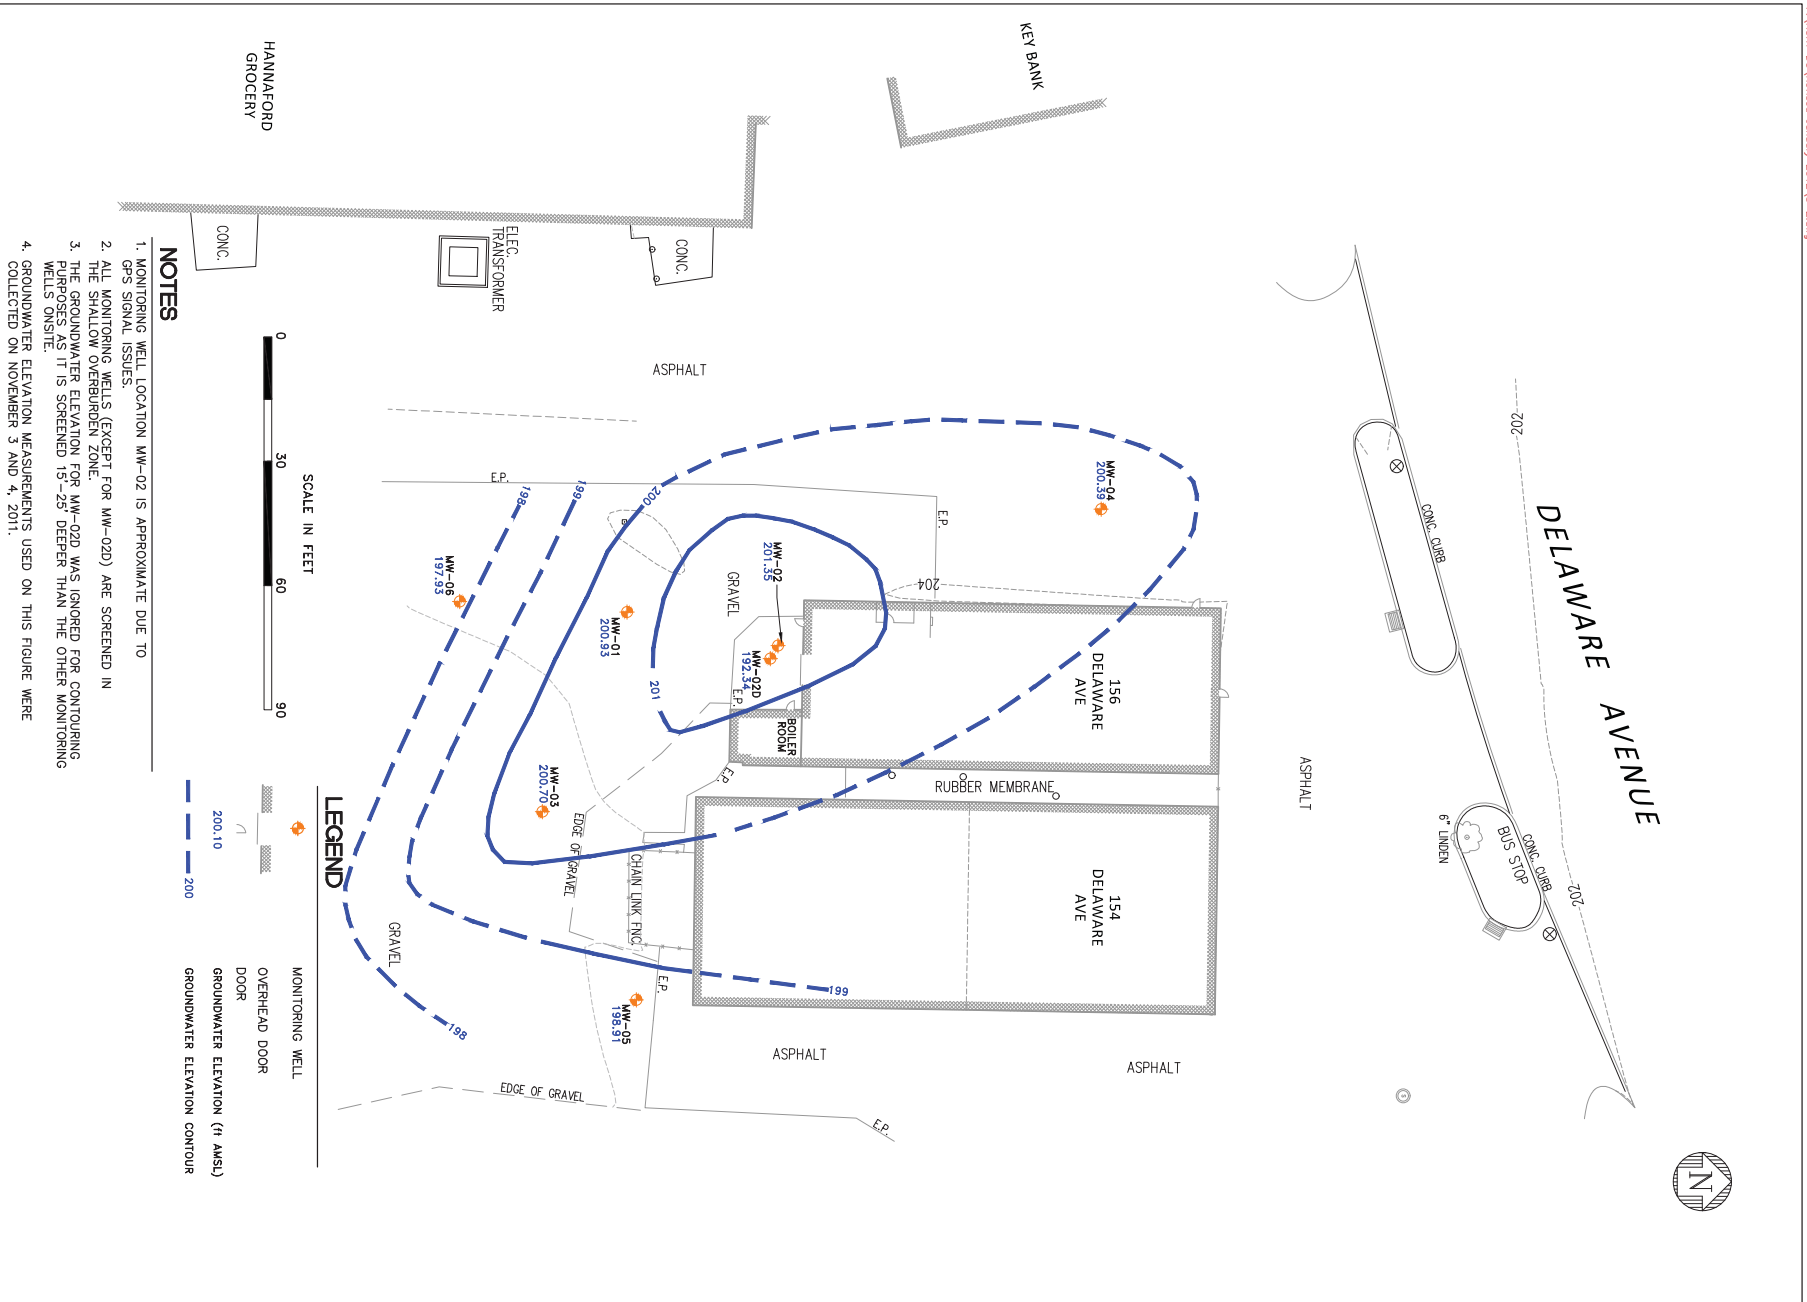 DELAWARE AVENUE
202
202
CONC. CURB
CONC. CURB
BUS STOP
6" LINDEN
N
S
KEY BANK
HANNAFORD
GROCERY
CONC.
CONC.
ELEC.
TRANSFORMER
ASPHALT
ASPHALT
ASPHALT
ASPHALT
MW-04
200.39
E.P.
E.P.
204
156
DELAWARE
AVE
154
DELAWARE
AVE
RUBBER MEMBRANE
BOILER
ROOM
MW-02
201.35
MW-02D
192.34
GRAVEL
E.P.
E.P.
MW-01
200.93
MW-03
200.70
MW-06
197.93
MW-05
198.91
198
199
200
201
199
198
CHAIN LINK FNC.
EDGE OF GRAVEL
E.P.
GRAVEL
EDGE OF GRAVEL
E.P.
SCALE IN FEET
0 30 60 90
NOTES
1. MONITORING WELL LOCATION MW-02 IS APPROXIMATE DUE TO
GPS SIGNAL ISSUES.
2. ALL MONITORING WELLS (EXCEPT FOR MW-02D) ARE SCREENED IN
THE SHALLOW OVERBURDEN ZONE.
3. THE GROUNDWATER ELEVATION FOR MW-02D WAS IGNORED FOR CONTOURING
PURPOSES AS IT IS SCREENED 15'-25' DEEPER THAN THE OTHER MONITORING
WELLS ONSITE.
4. GROUNDWATER ELEVATION MEASUREMENTS USED ON THIS FIGURE WERE
COLLECTED ON NOVEMBER 3 AND 4, 2011.
LEGEND
MONITORING WELL
OVERHEAD DOOR
DOOR
200.10 GROUNDWATER ELEVATION (ft AMSL)
200 GROUNDWATER ELEVATION CONTOUR